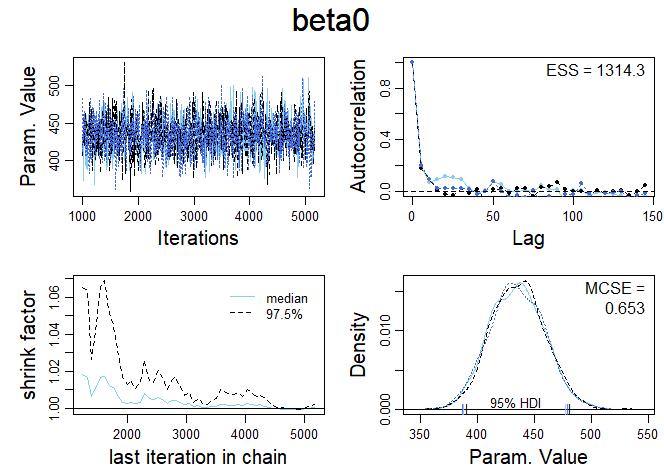 beta0
Param. Value
400
450
500
1000 2000 3000 4000 5000
Iterations
Autocorrelation
0.0
0.4
0.8
ESS = 1314.3
0 50 100 150
Lag
shrink factor
1.00
1.02
1.04
1.06
median
97.5%
2000 3000 4000 5000
last iteration in chain
Density
0.000
0.010
MCSE =
0.653
95% HDI
350 400 450 500 550
Param. Value